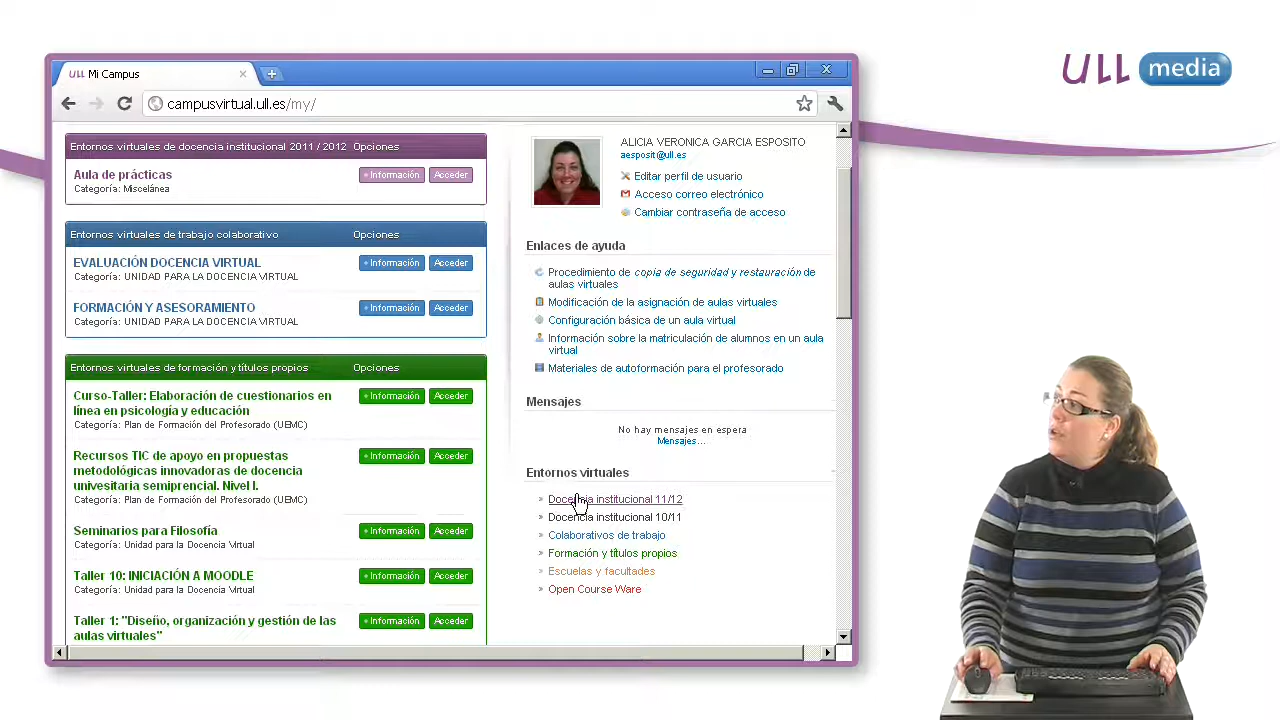 ULL media
ULL Mi Campus
campusvirtual.ull.es/my/
Entornos virtuales de docencia institucional 2011 / 2012 Opciones
Aula de prácticas
+Información Acceder
Categoría: Miscelánea
Entornos virtuales de trabajo colaborativo Opciones
EVALUACIÓN DOCENCIA VIRTUAL
+Información Acceder
Categoría: UNIDAD PARA LA DOCENCIA VIRTUAL
FORMACIÓN Y ASESORAMIENTO
+Información Acceder
Categoría: UNIDAD PARA LA DOCENCIA VIRTUAL
Entornos virtuales de formación y títulos propios Opciones
Curso-Taller: Elaboración de cuestionarios en
línea en psicología y educación
+Información Acceder
Categoría: Plan de Formación del Profesorado (UEMC)
Recursos TIC de apoyo en propuestas
metodológicas innovadoras de docencia
univesitaria semiprencial. Nivel I.
+Información Acceder
Categoría: Plan de Formación del Profesorado (UEMC)
Seminarios para Filosofía
+Información Acceder
Categoría: Unidad para la Docencia Virtual
Taller 10: INICIACIÓN A MOODLE
+Información Acceder
Categoría: Unidad para la Docencia Virtual
Taller 1: "Diseño, organización y gestión de las
aulas virtuales"
+Información Acceder
ALICIA VERONICA GARCIA ESPOSITO
aesposit@ull.es
Editar perfil de usuario
Acceso correo electrónico
Cambiar contraseña de acceso
Enlaces de ayuda
Procedimiento de copia de seguridad y restauración de
aulas virtuales
Modificación de la asignación de aulas virtuales
Configuración básica de un aula virtual
Información sobre la matriculación de alumnos en un aula
virtual
Materiales de autoformación para el profesorado
Mensajes
No hay mensajes en espera
Mensajes...
Entornos virtuales
» Docencia institucional 11/12
» Docencia institucional 10/11
» Colaborativos de trabajo
» Formación y títulos propios
» Escuelas y facultades
» Open Course Ware